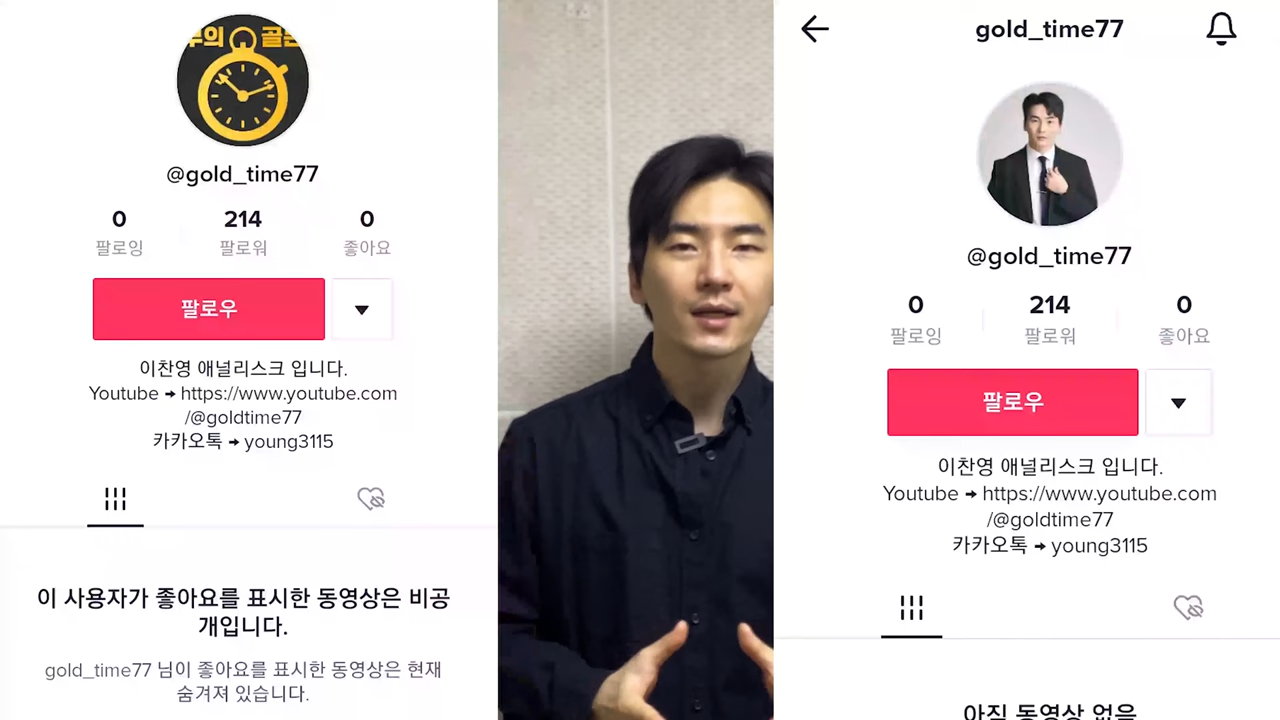 @gold_time77
0 214 0
팔로잉 팔로워 좋아요
팔로우
이찬영 애널리스크 입니다.
Youtube → https://www.youtube.com
/@goldtime77
카카오톡 → young3115
이 사용자가 좋아요를 표시한 동영상은 비공
개입니다.
gold_time77 님이 좋아요를 표시한 동영상은 현재
숨겨져 있습니다.
gold_time77
@gold_time77
0 214 0
팔로잉 팔로워 좋아요
팔로우
이찬영 애널리스크 입니다.
Youtube → https://www.youtube.com
/@goldtime77
카카오톡 → young3115
아직 동영상 없음